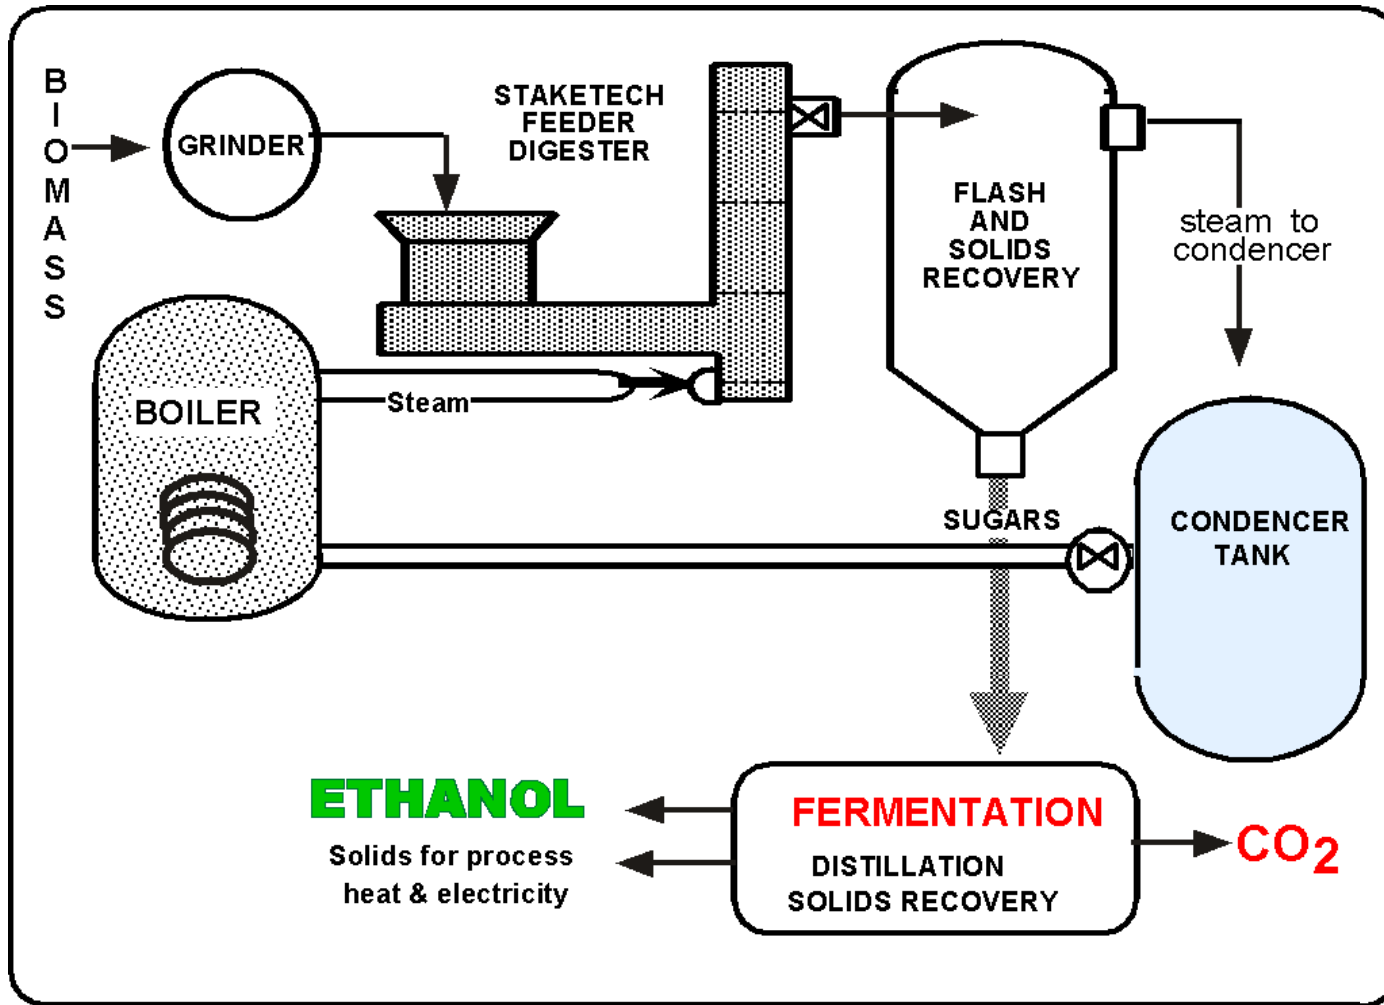 BIOMASS
GRINDER
STAKETECH
FEEDER
DIGESTER
FLASH
AND
SOLIDS
RECOVERY
steam to
condencer
BOILER
Steam
SUGARS
CONDENCER
TANK
ETHANOL
Solids for process
heat & electricity
FERMENTATION
DISTILLATION
SOLIDS RECOVERY
CO2